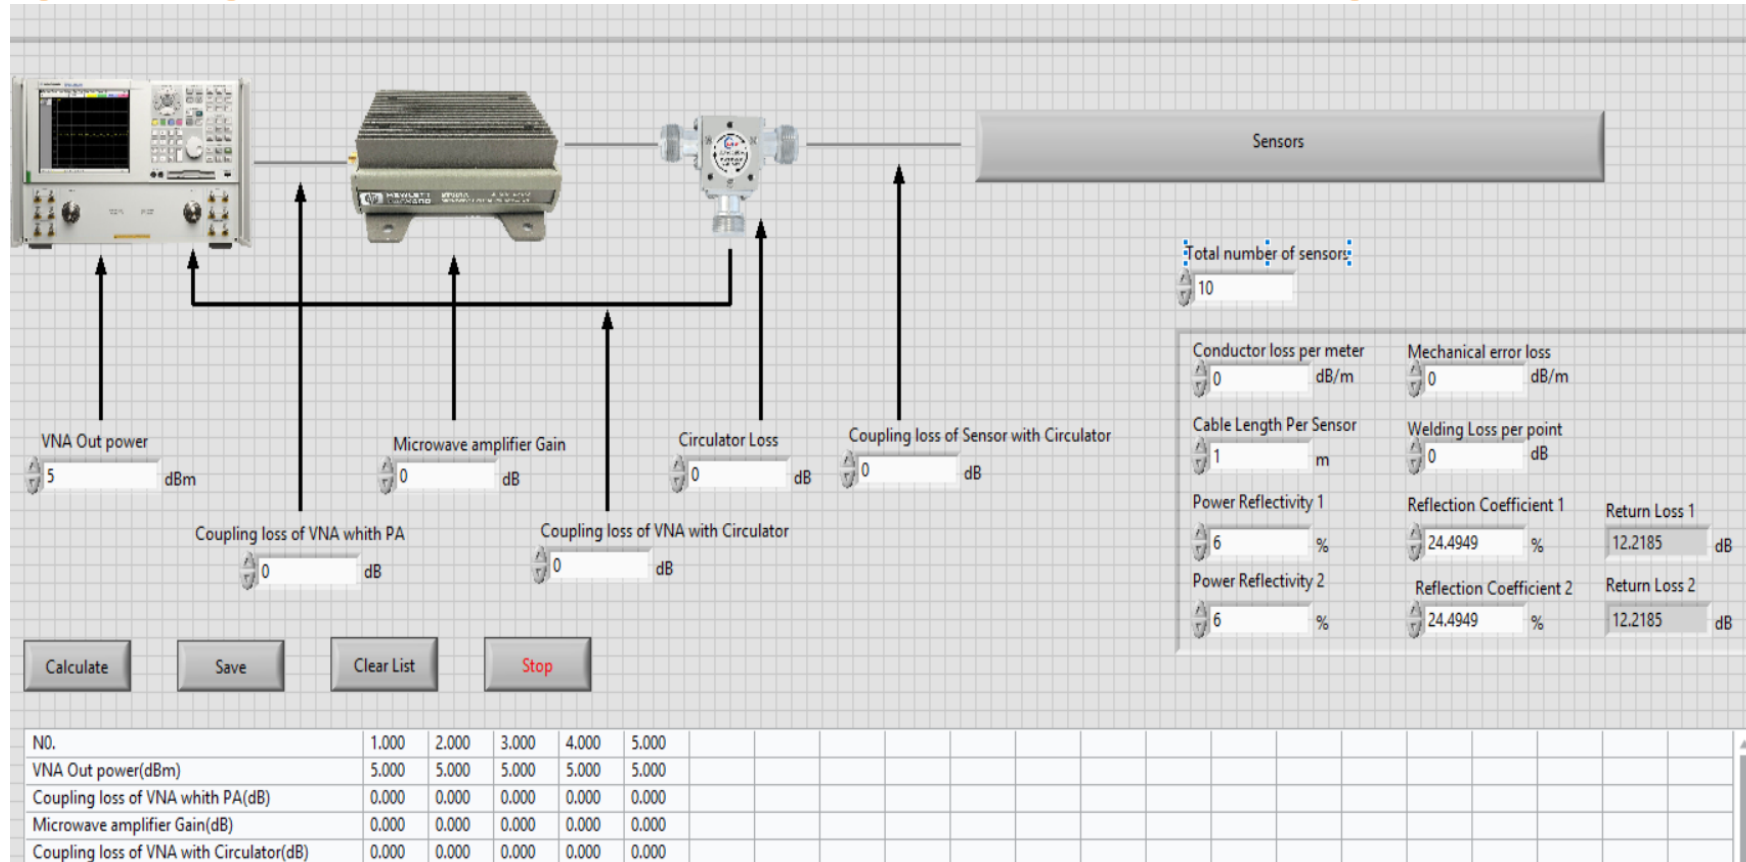 Sensors
HEWLETT
PACKARD
Total number of sensors
10
Conductor loss per meter
Mechanical error loss
0 dB/m
0 dB/m
Cable Length Per Sensor
Welding Loss per point
1 m
0 dB
VNA Out power
5 dBm
Microwave amplifier Gain
0 dB
Circulator Loss
0 dB
Coupling loss of Sensor with Circulator
0 dB
Power Reflectivity 1
Reflection Coefficient 1
Return Loss 1
6 %
24.4949 %
12.2185 dB
Coupling loss of VNA whith PA
0 dB
Coupling loss of VNA with Circulator
0 dB
Power Reflectivity 2
Reflection Coefficient 2
Return Loss 2
6 %
24.4949 %
12.2185 dB
Calculate
Save
Clear List
Stop
N0. 1.000 2.000 3.000 4.000 5.000
VNA Out power(dBm) 5.000 5.000 5.000 5.000 5.000
Coupling loss of VNA whith PA(dB) 0.000 0.000 0.000 0.000 0.000
Microwave amplifier Gain(dB) 0.000 0.000 0.000 0.000 0.000
Coupling loss of VNA with Circulator(dB) 0.000 0.000 0.000 0.000 0.000